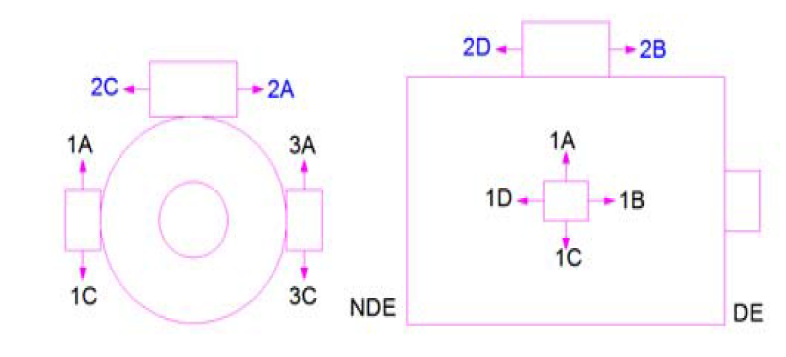 2C 2A
1A 3A
1C 3C
2D 2B
1A
1D 1B
1C
NDE DE